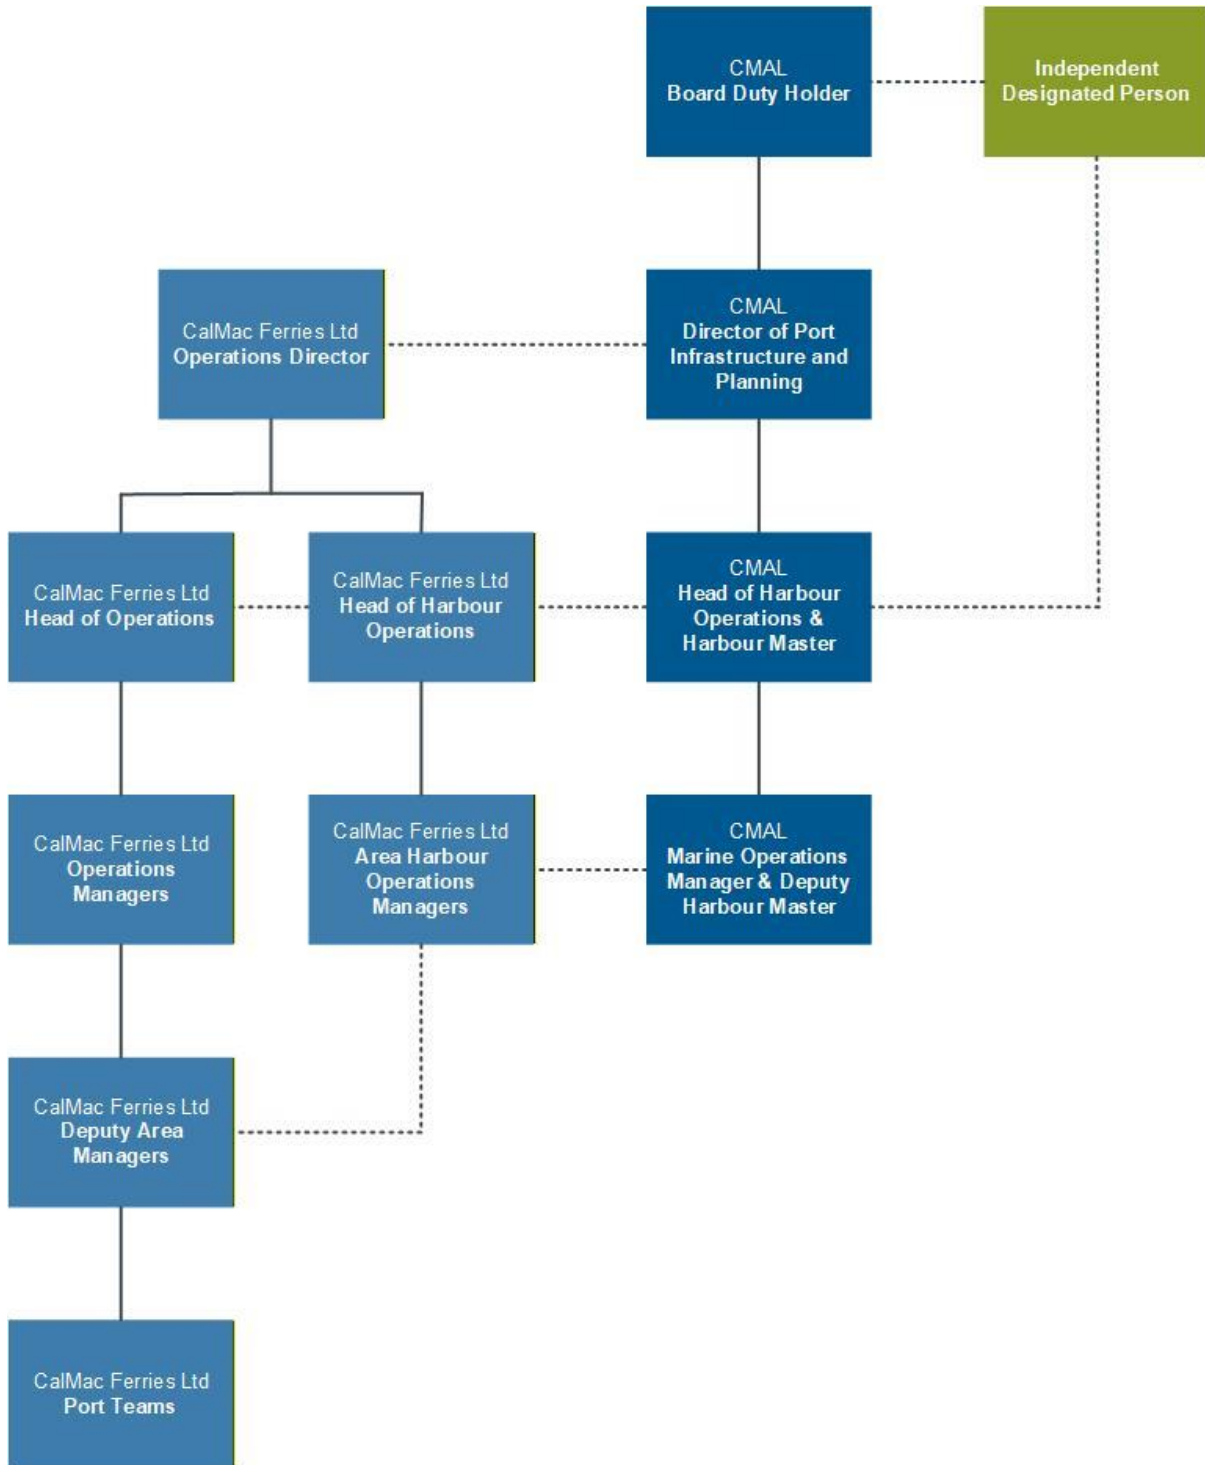 CMAL
Board Duty Holder
Independent
Designated Person
CalMac Ferries Ltd
Operations Director
CMAL
Director of Port
Infrastructure and
Planning
CalMac Ferries Ltd
Head of Operations
CalMac Ferries Ltd
Head of Harbour
Operations
CMAL
Head of Harbour
Operations &
Harbour Master
CalMac Ferries Ltd
Operations
Managers
CalMac Ferries Ltd
Area Harbour
Operations
Managers
CMAL
Marine Operations
Manager & Deputy
Harbour Master
CalMac Ferries Ltd
Deputy Area
Managers
CalMac Ferries Ltd
Port Teams